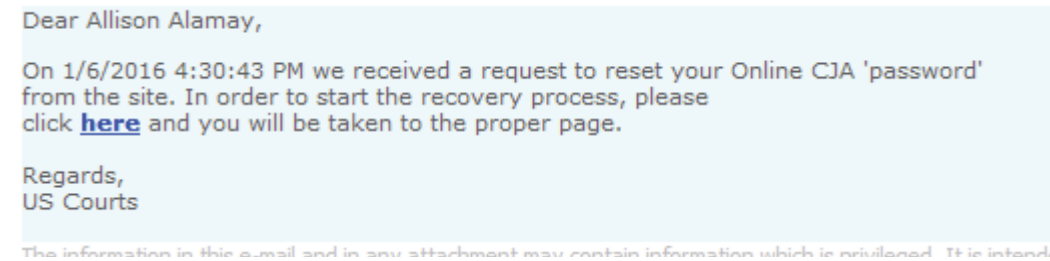 Dear Allison Alamay,
On 1/6/2016 4:30:43 PM we received a request to reset your Online CJA 'password'
from the site. In order to start the recovery process, please
click here and you will be taken to the proper page.
Regards,
US Courts
The information in this e-mail and in any attachment may contain information which is privileged. It is